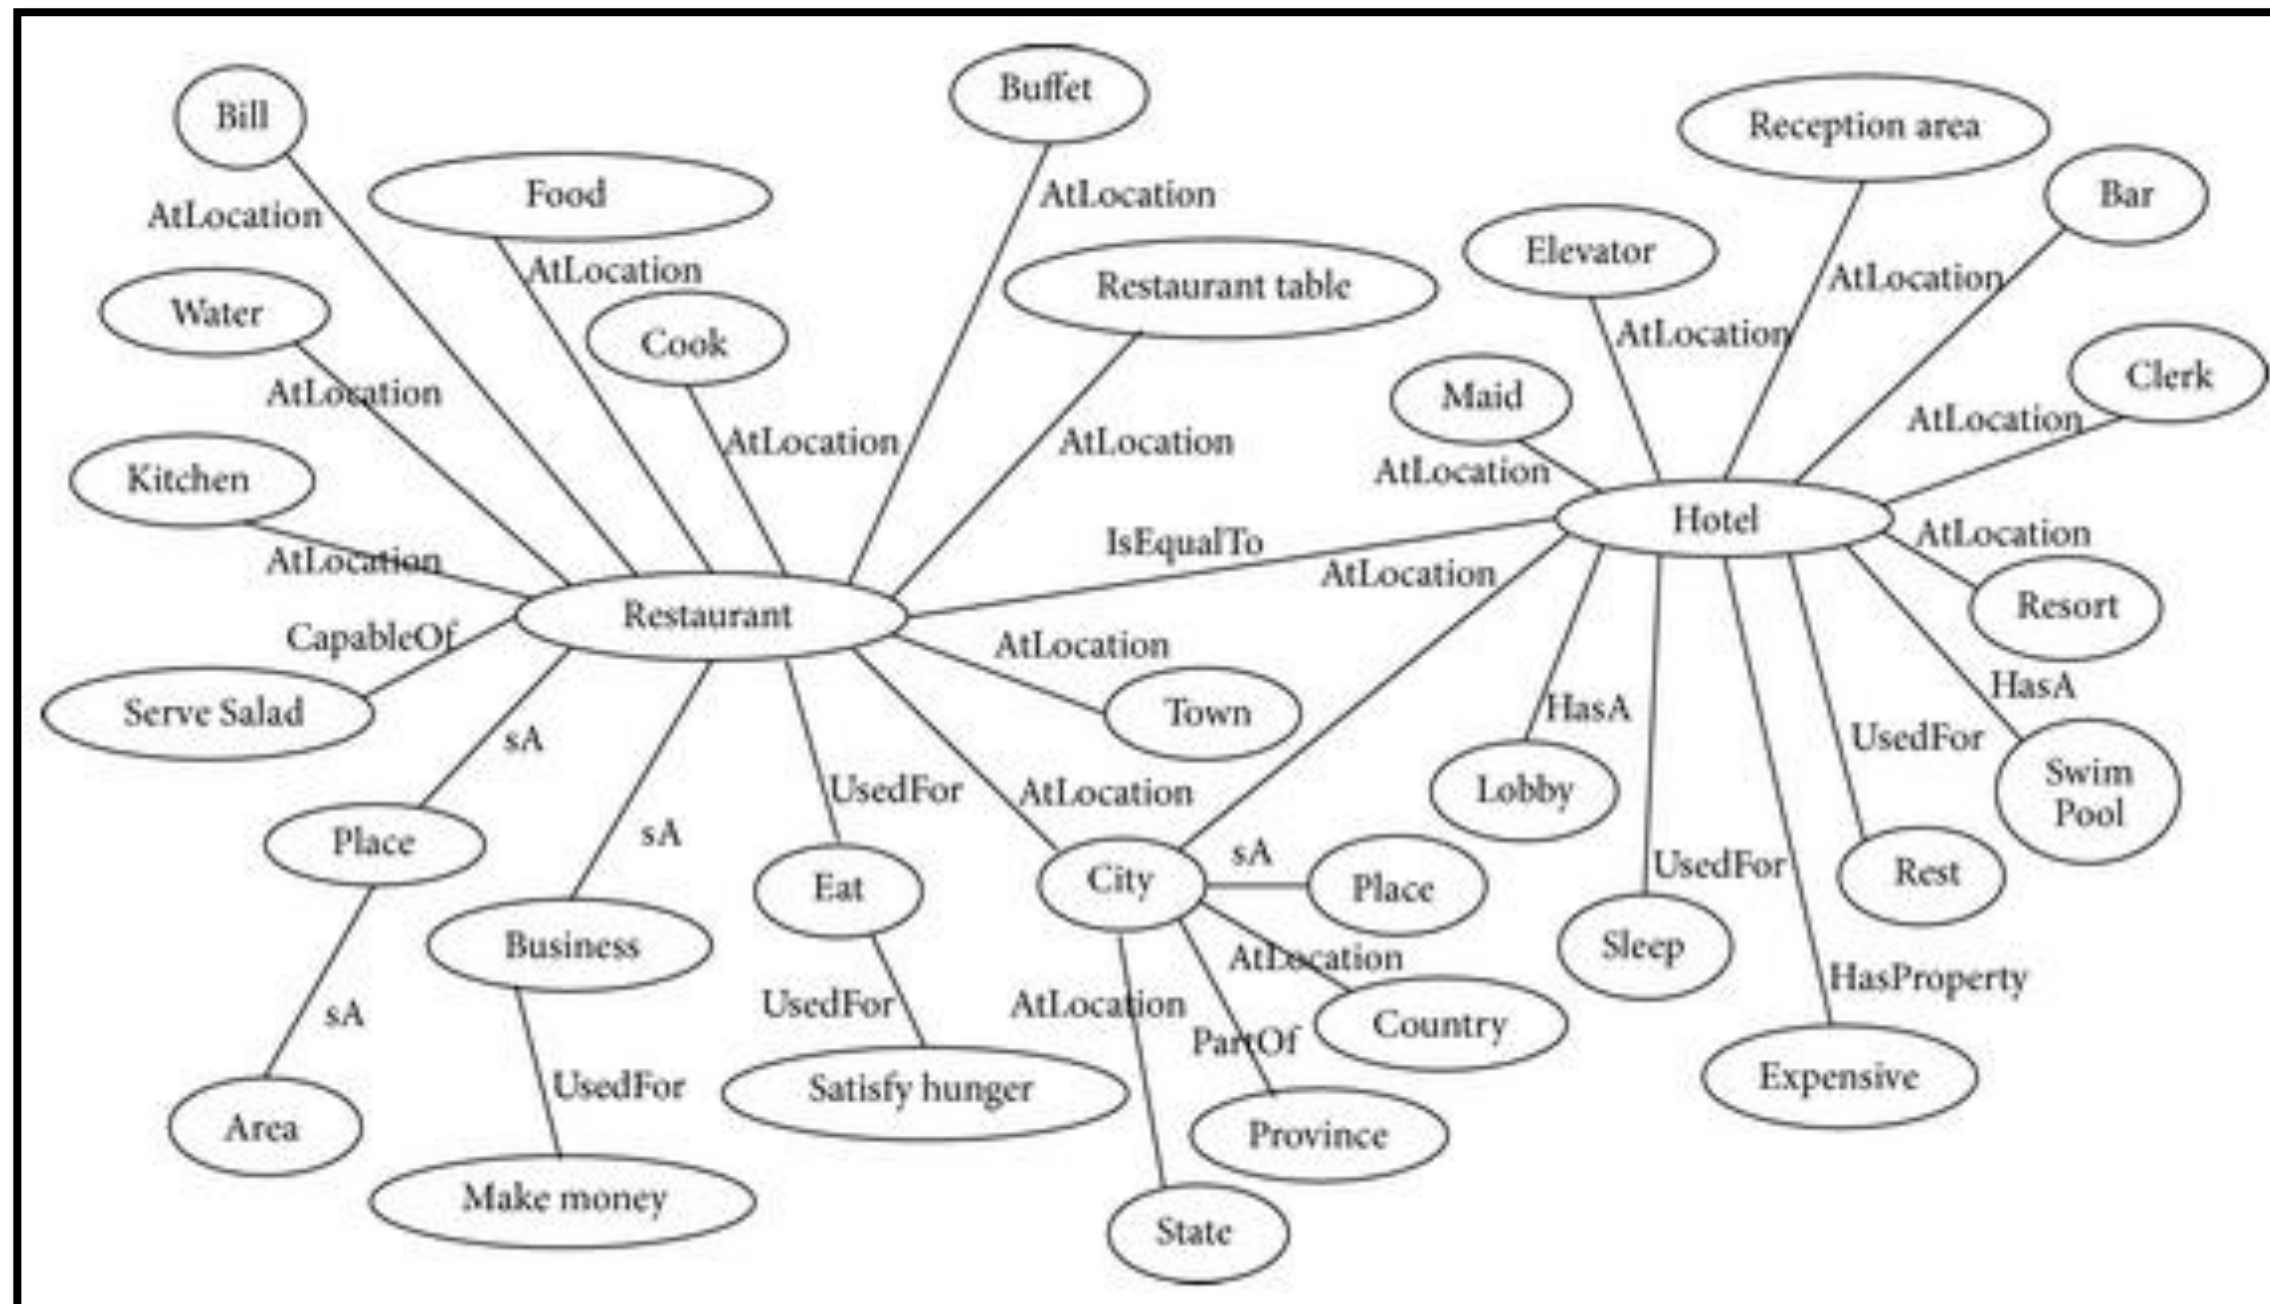 Buffet
Bill
Reception area
Food
AtLocation
Bar
AtLocation
Elevator
AtLocation
AtLocation
Restaurant table
Water
Cook
AtLocation
Maid
Clerk
AtLocation
AtLocation
AtLocation
AtLocation
AtLocation
Kitchen
Hotel
AtLocation
IsEqualTo
AtLocation
AtLocation
Restaurant
Resort
CapableOf
AtLocation
HasA
Serve Salad
Town
HasA
sA
UsedFor
Swim
Pool
UsedFor
AtLocation
Lobby
sA
Place
sA
UsedFor
Eat
City
Place
Rest
Business
Sleep
AtLocation
HasProperty
UsedFor
AtLocation
sA
Country
PartOf
UsedFor
Satisfy hunger
Expensive
Area
Province
Make money
State